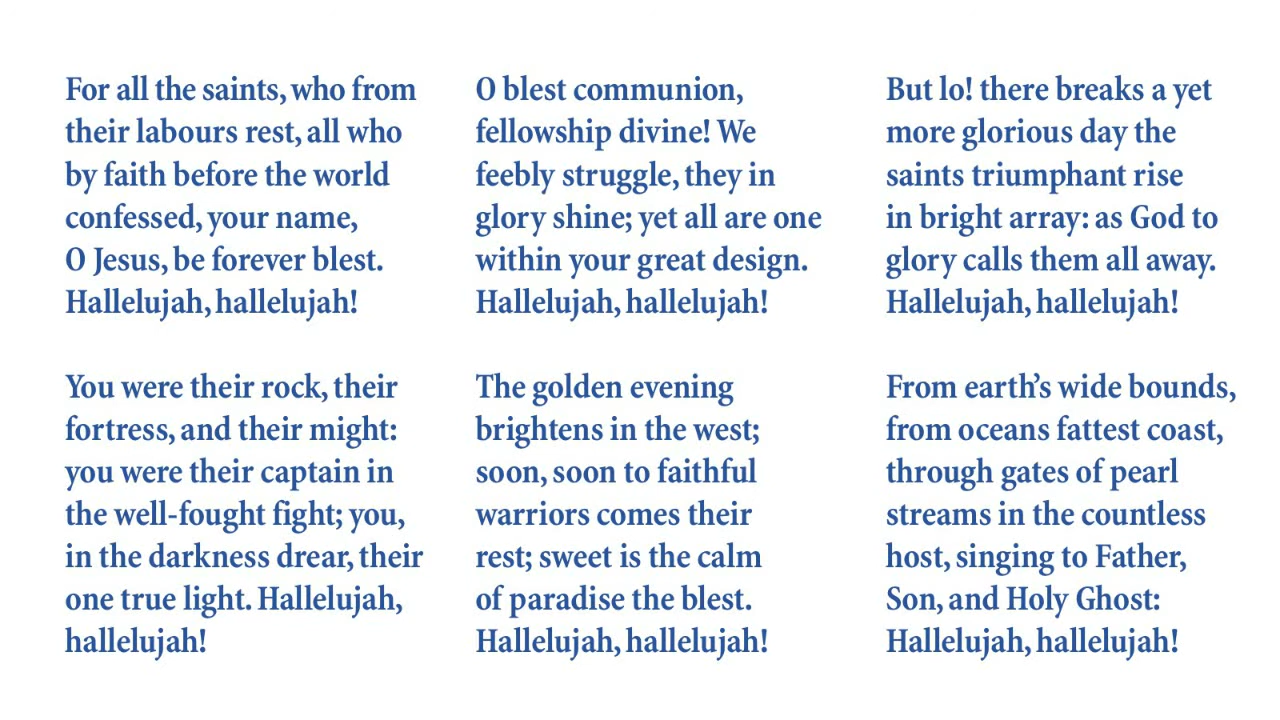 For all the saints, who from
their labours rest, all who
by faith before the world
confessed, your name,
O Jesus, be forever blest.
Hallelujah, hallelujah!
You were their rock, their
fortress, and their might:
you were their captain in
the well-fought fight; you,
in the darkness drear, their
one true light. Hallelujah,
hallelujah!
O blest communion,
fellowship divine! We
feebly struggle, they in
glory shine; yet all are one
within your great design.
Hallelujah, hallelujah!
The golden evening
brightens in the west;
soon, soon to faithful
warriors comes their
rest; sweet is the calm
of paradise the blest.
Hallelujah, hallelujah!
But lo! there breaks a yet
more glorious day the
saints triumphant rise
in bright array: as God to
glory calls them all away.
Hallelujah, hallelujah!
From earth’s wide bounds,
from oceans fattest coast,
through gates of pearl
streams in the countless
host, singing to Father,
Son, and Holy Ghost:
Hallelujah, hallelujah!